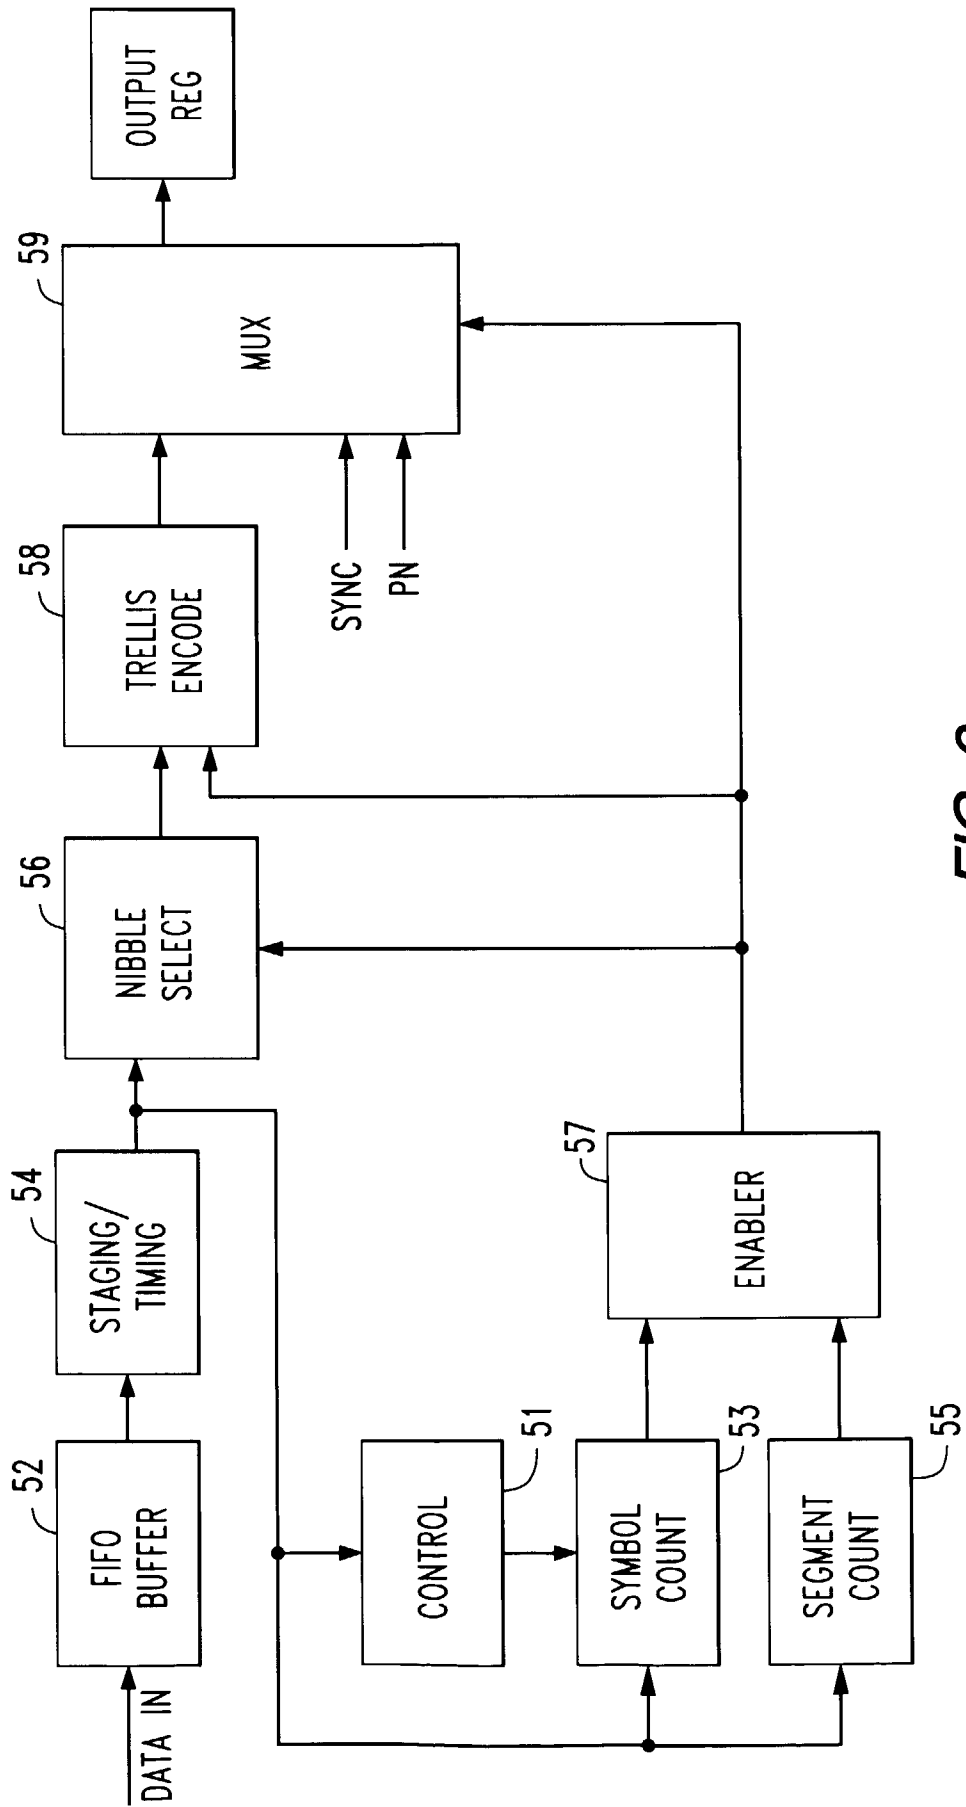 DATA IN
52
FIFO
BUFFER
54
STAGING/
TIMING
56
NIBBLE
SELECT
58
TRELLIS
ENCODE
SYNC
PN
59
MUX
OUTPUT
REG
CONTROL
51
SYMBOL
COUNT
53
SEGMENT
COUNT
55
57
ENABLER
FIG.